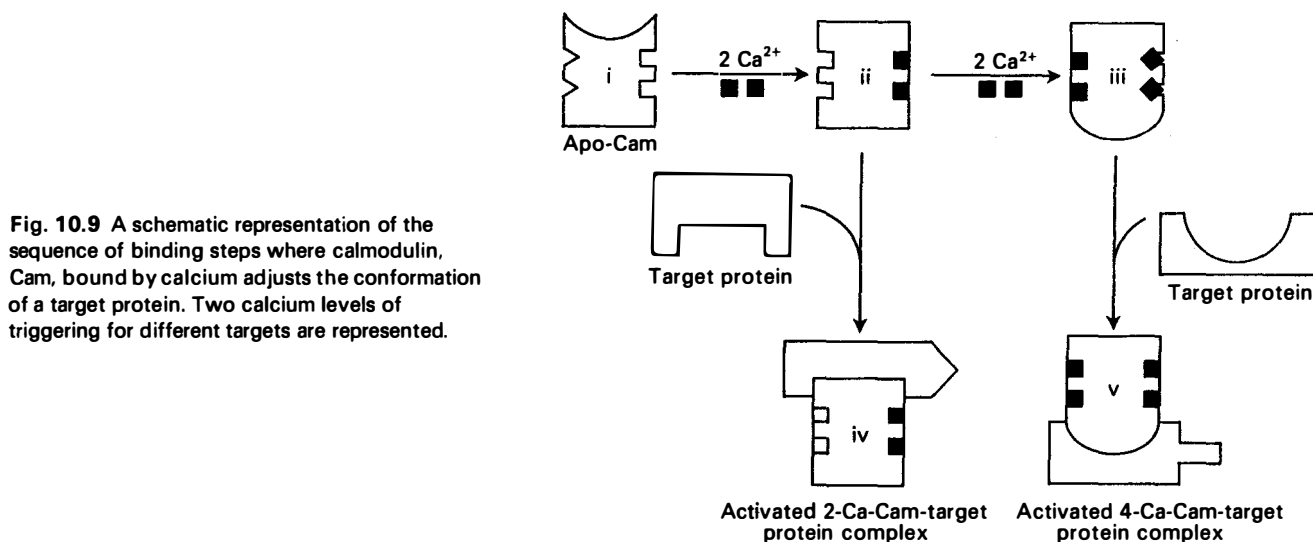 Fig. 10.9 A schematic representation of the
sequence of binding steps where calmodulin,
Cam, bound by calcium adjusts the conformation
of a target protein. Two calcium levels of
triggering for different targets are represented.
i
Apo-Cam
2 Ca²⁺
ii
2 Ca²⁺
iii
Target protein
Target protein
iv
Activated 2-Ca-Cam-target
protein complex
v
Activated 4-Ca-Cam-target
protein complex